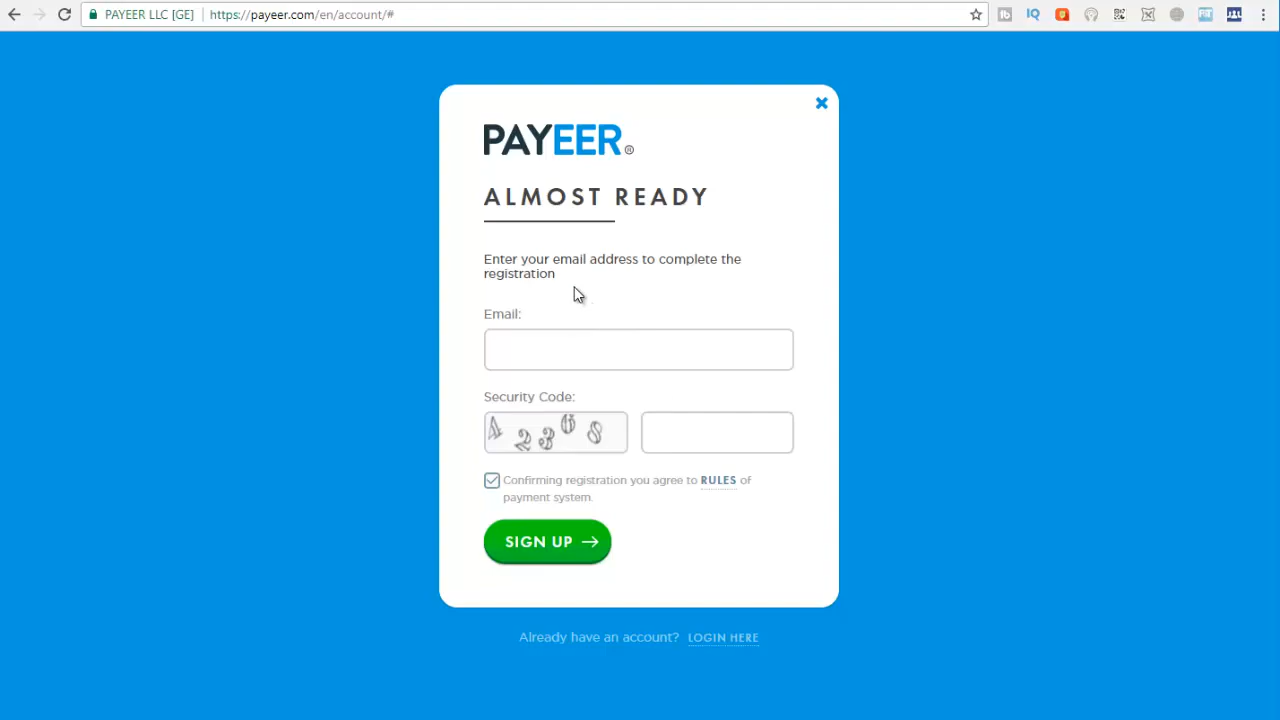 PAYEER LLC [GE] https://payeer.com/en/account/#
PAYEER®
ALMOST READY
Enter your email address to complete the
registration
Email:
Security Code:
Confirming registration you agree to RULES of
payment system.
SIGN UP →
Already have an account? LOGIN HERE